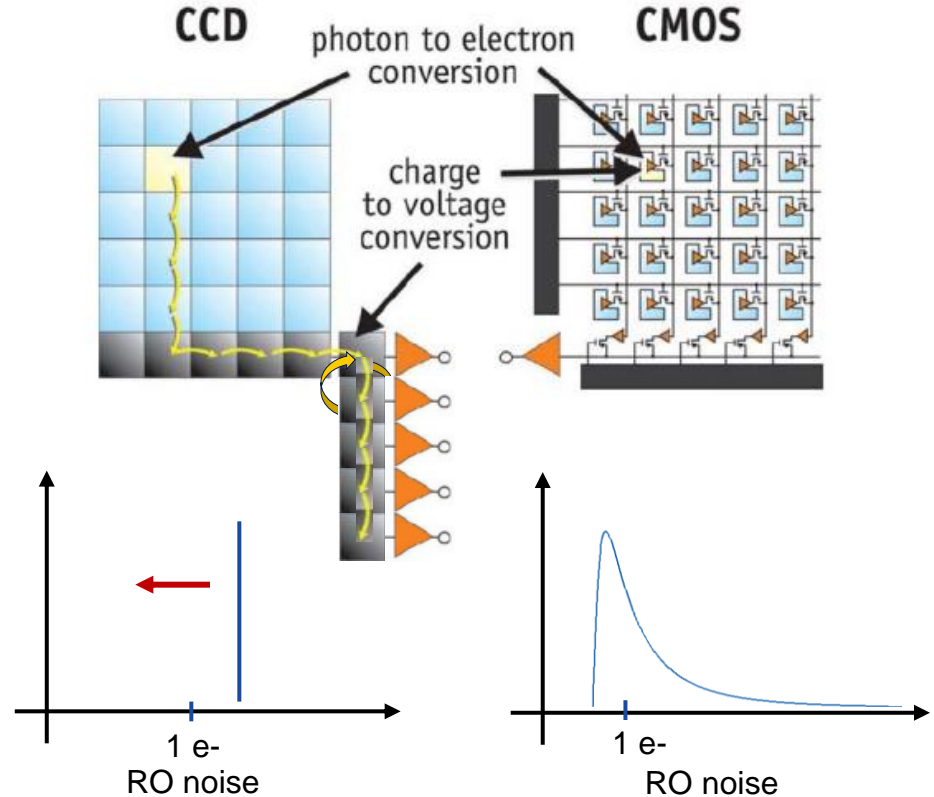 CCD
CMOS
photon to electron
conversion
charge
to voltage
conversion
1 e-
RO noise
1 e-
RO noise